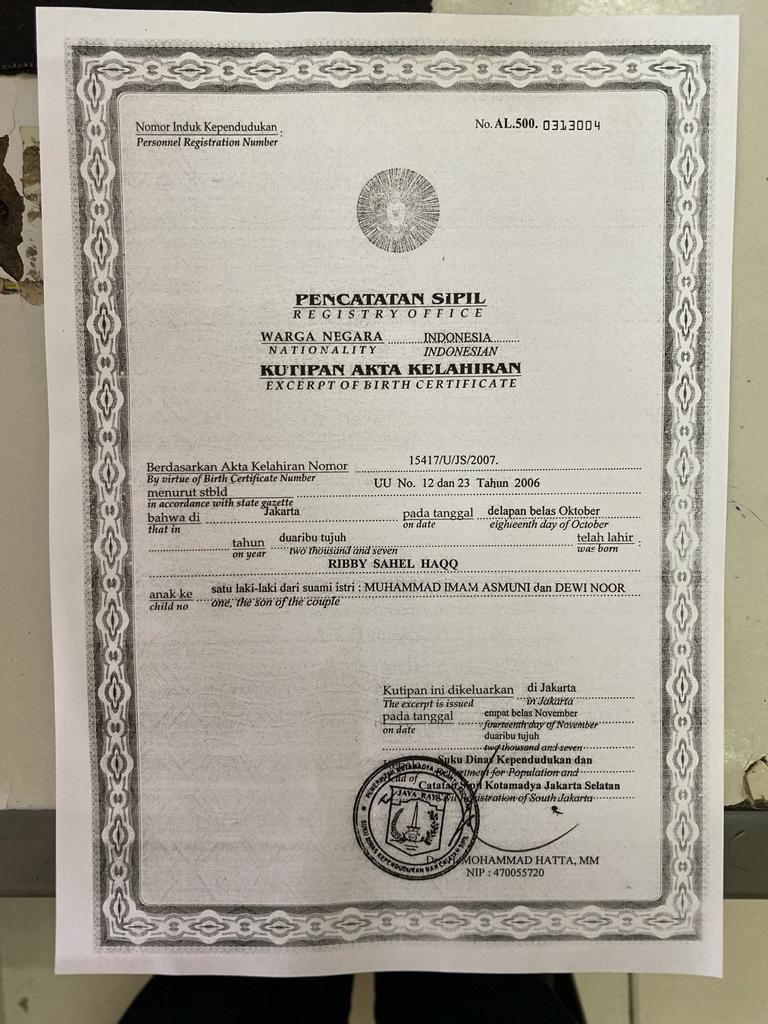 Nomor Induk Kependudukan :
Personnel Registration Number
No. AL.500. 0313004
PENCATATAN SIPIL
REGISTRY OFFICE
WARGA NEGARA INDONESIA
NATIONALITY INDONESIAN
KUTIPAN AKTA KELAHIRAN
EXCERPT OF BIRTH CERTIFICATE
Berdasarkan Akta Kelahiran Nomor 15417/U/JS/2007.
By virtue of Birth Certificate Number
menurut stbld UU No. 12 dan 23 Tahun 2006
in accordance with state gazette
bahwa di Jakarta pada tanggal delapan belas Oktober
that in on date eighteenth day of October
tahun duaribu tujuh telah lahir :
on year two thousand and seven was born
RIBBY SAHEL HAQQ
anak ke satu laki-laki dari suami istri : MUHAMMAD IMAM ASMUNI dan DEWI NOOR
child no one, the son of the couple
Kutipan ini dikeluarkan di Jakarta
The excerpt is issued in Jakarta
pada tanggal empat belas November
on date fourteenth day of November
duaribu tujuh
two thousand and seven
Suku Dinas Kependudukan dan
for Population and
Sipil Kotamadya Jakarta Selatan
of South Jakarta
JAYA RAYA
MOHAMMAD HATTA, MM
NIP : 470055720